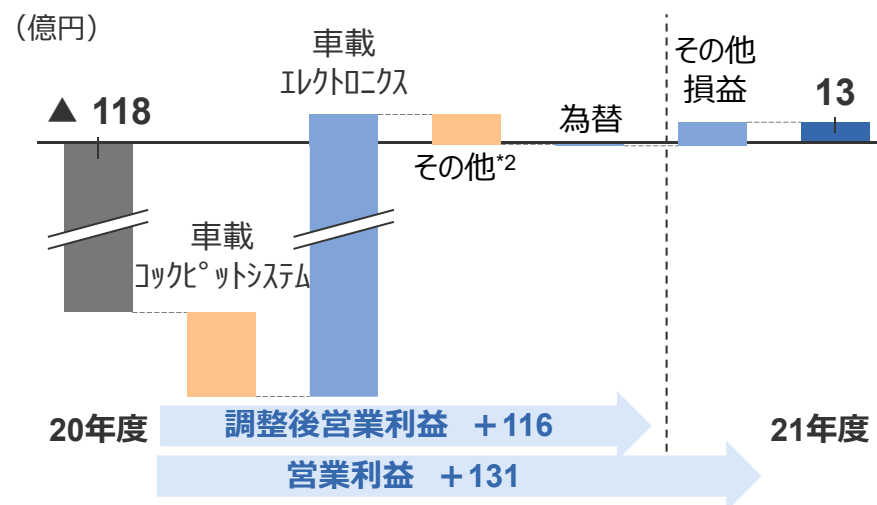 （億円）
▲ 118
車載
ｺｯｸﾋﾟｯﾄｼｽﾃﾑ
車載
ｴﾚｸﾄﾛﾆｸｽ
その他*2
為替
その他
損益
13
20年度
21年度
調整後営業利益 ＋116
営業利益 ＋131